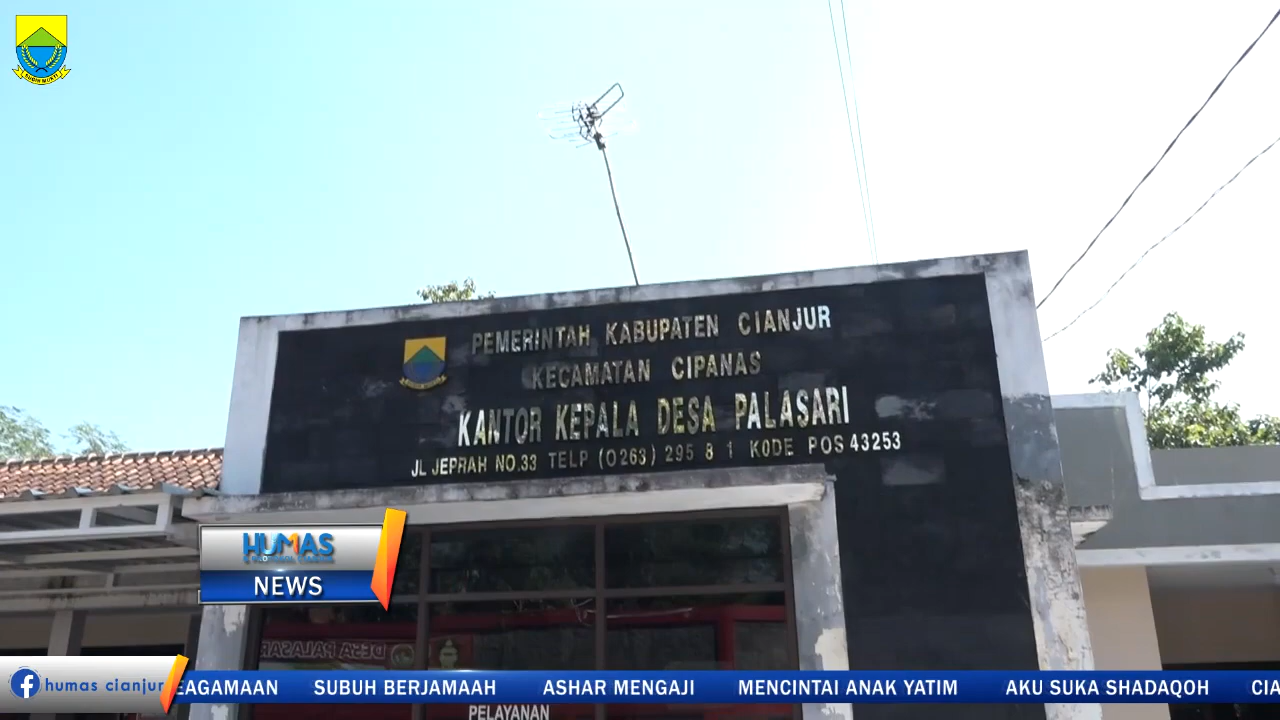 PEMERINTAH KABUPATEN CIANJUR
KECAMATAN CIPANAS
KANTOR KEPALA DESA PALASARI
JL JEPRAH NO.33 TELP (0263) 295 8 1 KODE POS 43253
HUMAS
NEWS
DESA PALASAR
humas cianjur
EAGAMAAN SUBUH BERJAMAAH ASHAR MENGAJI MENCINTAI ANAK YATIM AKU SUKA SHADAQOH CIA
PELAYANAN